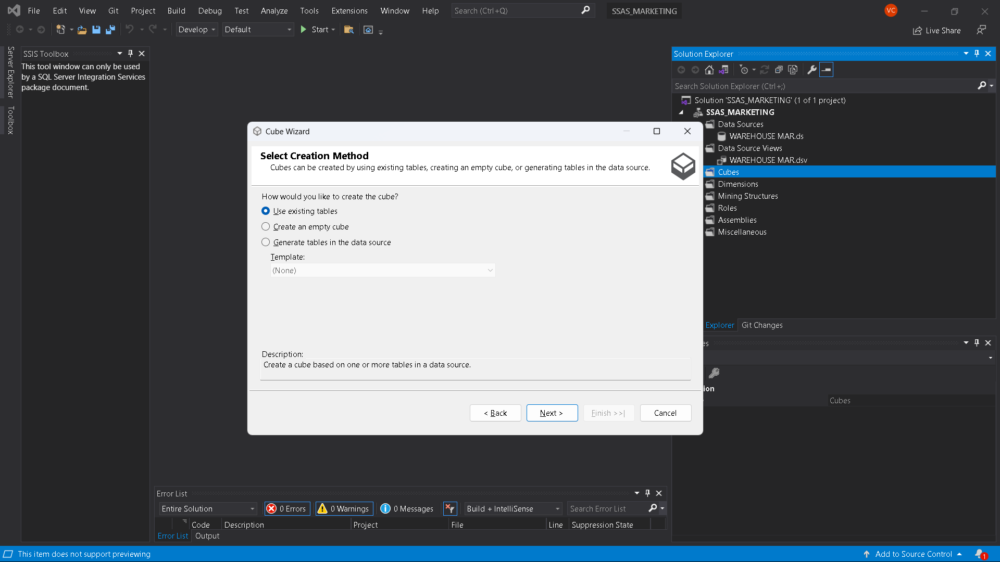 File Edit View Git Project Build Debug Test Analyze Tools Extensions Window Help Search (Ctrl+Q) SSAS_MARKETING VC
Develop Default Start Live Share
Server Explorer
Toolbox
SSIS Toolbox
This tool window can only be used
by a SQL Server Integration Services
package document.
Cube Wizard
Select Creation Method
Cubes can be created by using existing tables, creating an empty cube, or generating tables in the data source.
How would you like to create the cube?
Use existing tables
Create an empty cube
Generate tables in the data source
Template:
(None)
Description:
Create a cube based on one or more tables in a data source.
< Back Next > Finish >>| Cancel
Solution Explorer
Search Solution Explorer (Ctrl+;)
Solution 'SSAS_MARKETING' (1 of 1 project)
SSAS_MARKETING
Data Sources
WAREHOUSE MAR.ds
Data Source Views
WAREHOUSE MAR.dsv
Cubes
Dimensions
Mining Structures
Roles
Assemblies
Miscellaneous
Explorer Git Changes
es
ion
Cubes
Error List
Entire Solution 0 Errors 0 Warnings 0 Messages Build + IntelliSense Search Error List
Code Description Project File Line Suppression State
Error List Output
This item does not support previewing Add to Source Control 1